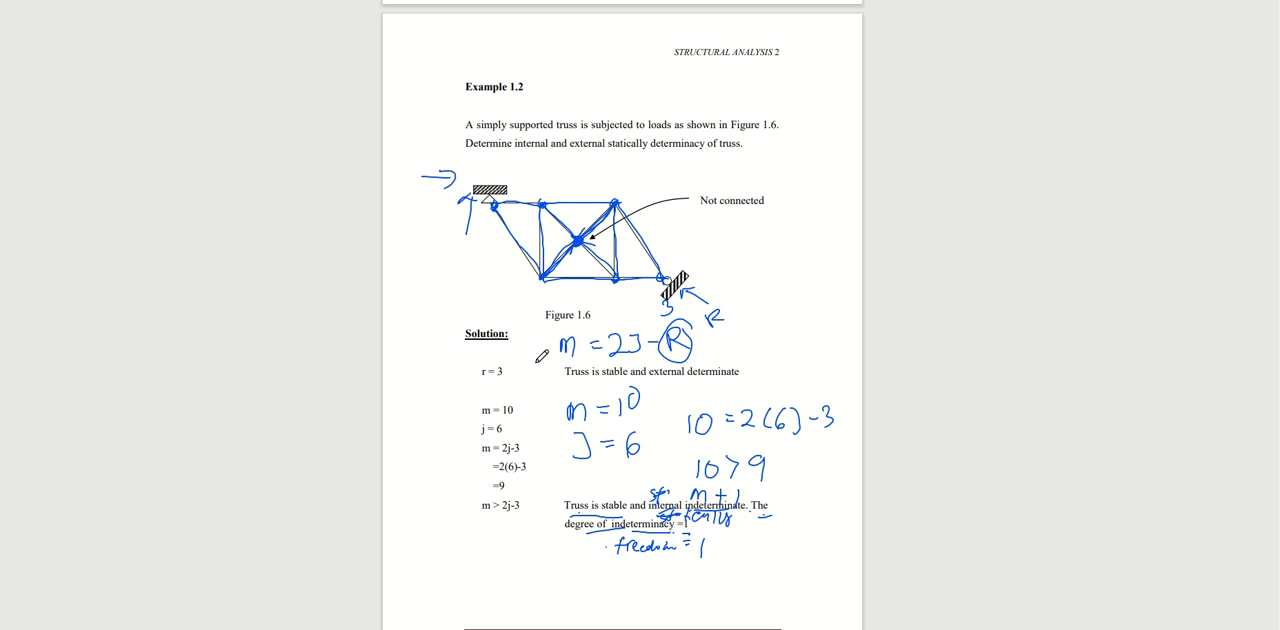 STRUCTURAL ANALYSIS 2
Example 1.2
A simply supported truss is subjected to loads as shown in Figure 1.6.
Determine internal and external statically determinacy of truss.
Not connected
3
R
Figure 1.6
Solution:
m = 2J - R
r = 3
Truss is stable and external determinate
m = 10
m = 10
10 = 2(6) - 3
j = 6
J = 6
m = 2j-3
=2(6)-3
10 > 9
=9
m + 1
m > 2j-3
Truss is stable and internal indeterminate. The
degree of indeterminacy =1
freedom = 1